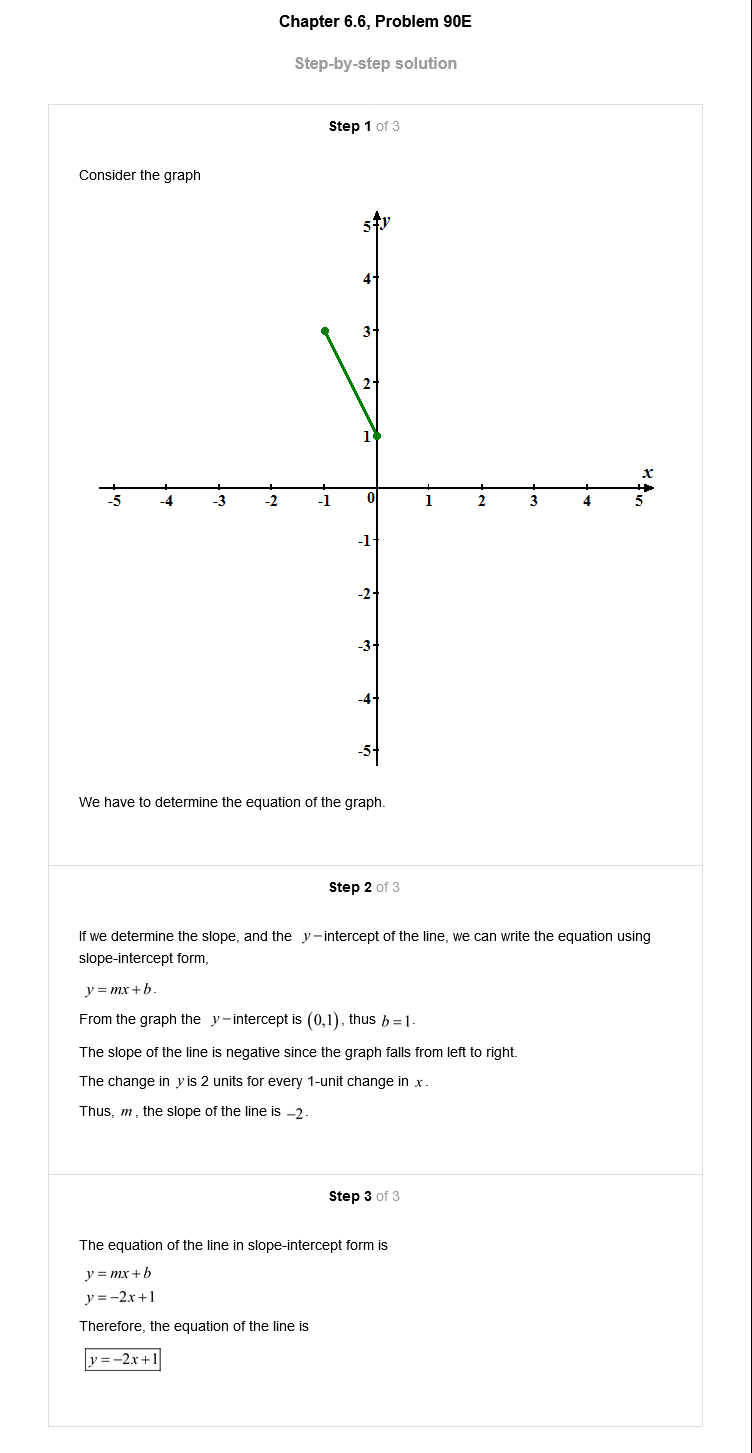 Chapter 6.6, Problem 90E
Step-by-step solution
Step 1 of 3
Consider the graph
y
5
4
3
2
1
x
-5 -4 -3 -2 -1 0 1 2 3 4 5
-1
-2
-3
-4
-5
We have to determine the equation of the graph.
Step 2 of 3
If we determine the slope, and the y−intercept of the line, we can write the equation using
slope-intercept form,
y = mx + b.
From the graph the y−intercept is (0,1), thus b = 1.
The slope of the line is negative since the graph falls from left to right.
The change in y is 2 units for every 1-unit change in x.
Thus, m, the slope of the line is −2.
Step 3 of 3
The equation of the line in slope-intercept form is
y = mx + b
y = −2x + 1
Therefore, the equation of the line is
y = −2x + 1